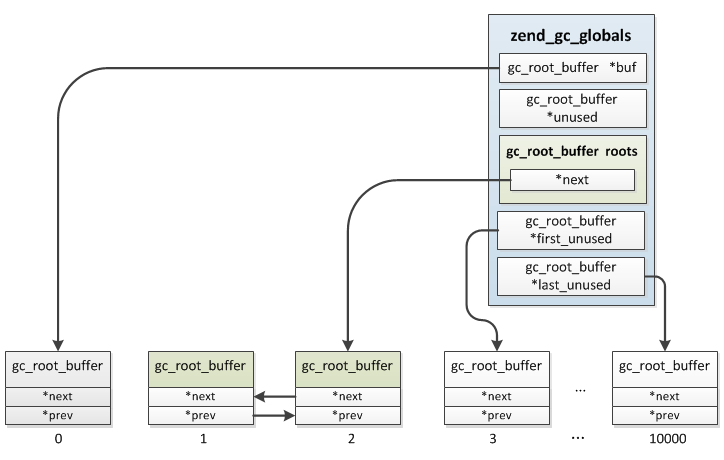 zend_gc_globals
gc_root_buffer *buf
gc_root_buffer
*unused
gc_root_buffer roots
*next
gc_root_buffer
*first_unused
gc_root_buffer
*last_unused
gc_root_buffer
*next
*prev
0
gc_root_buffer
*next
*prev
1
gc_root_buffer
*next
*prev
2
gc_root_buffer
*next
*prev
3
...
...
gc_root_buffer
*next
*prev
10000